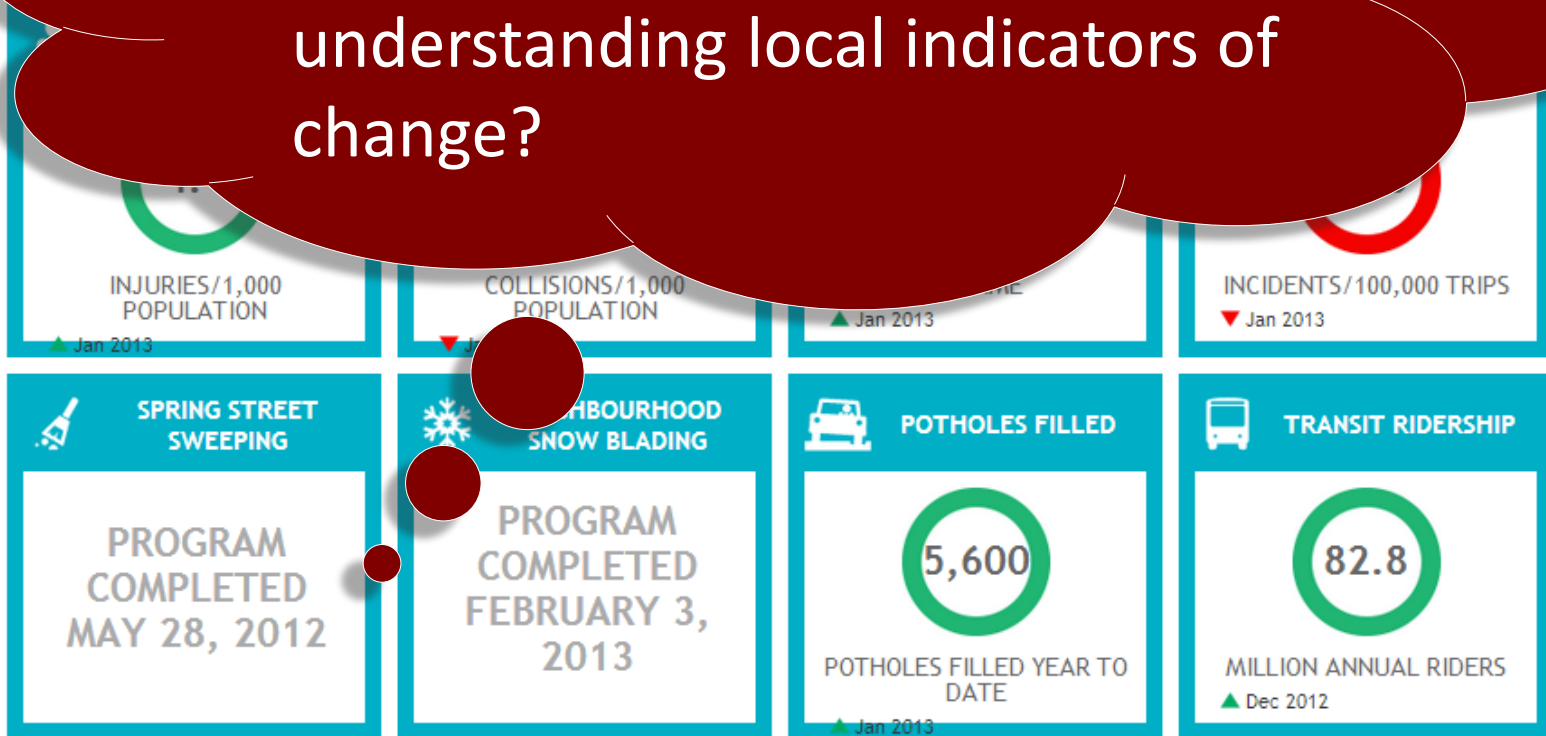 understanding local indicators of
change?
INJURIES/1,000
POPULATION
Jan 2013
COLLISIONS/1,000
POPULATION
Jan 2013
INCIDENTS/100,000 TRIPS
Jan 2013
SPRING STREET
SWEEPING
PROGRAM
COMPLETED
MAY 28, 2012
SNOW BLADING
PROGRAM
COMPLETED
FEBRUARY 3,
2013
POTHOLES FILLED
5,600
POTHOLES FILLED YEAR TO
DATE
Jan 2013
TRANSIT RIDERSHIP
82.8
MILLION ANNUAL RIDERS
Dec 2012